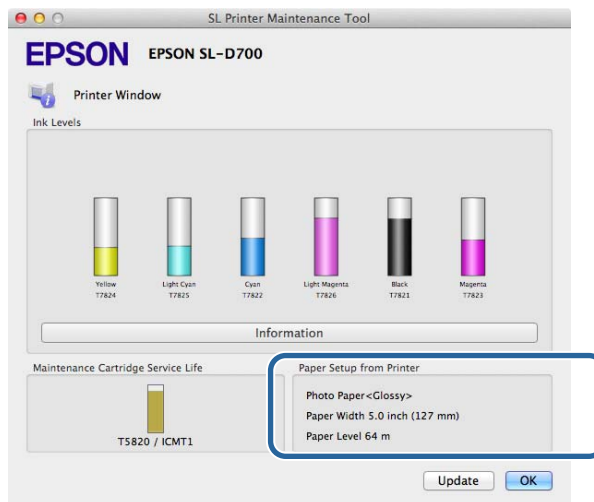 SL Printer Maintenance Tool
EPSON EPSON SL-D700
Printer Window
Ink Levels
Yellow Light Cyan Cyan Light Magenta Black Magenta
T7824 T7825 T7822 T7826 T7821 T7823
Information
Maintenance Cartridge Service Life
T5820 / ICMT1
Paper Setup from Printer
Photo Paper<Glossy>
Paper Width 5.0 inch (127 mm)
Paper Level 64 m
Update OK